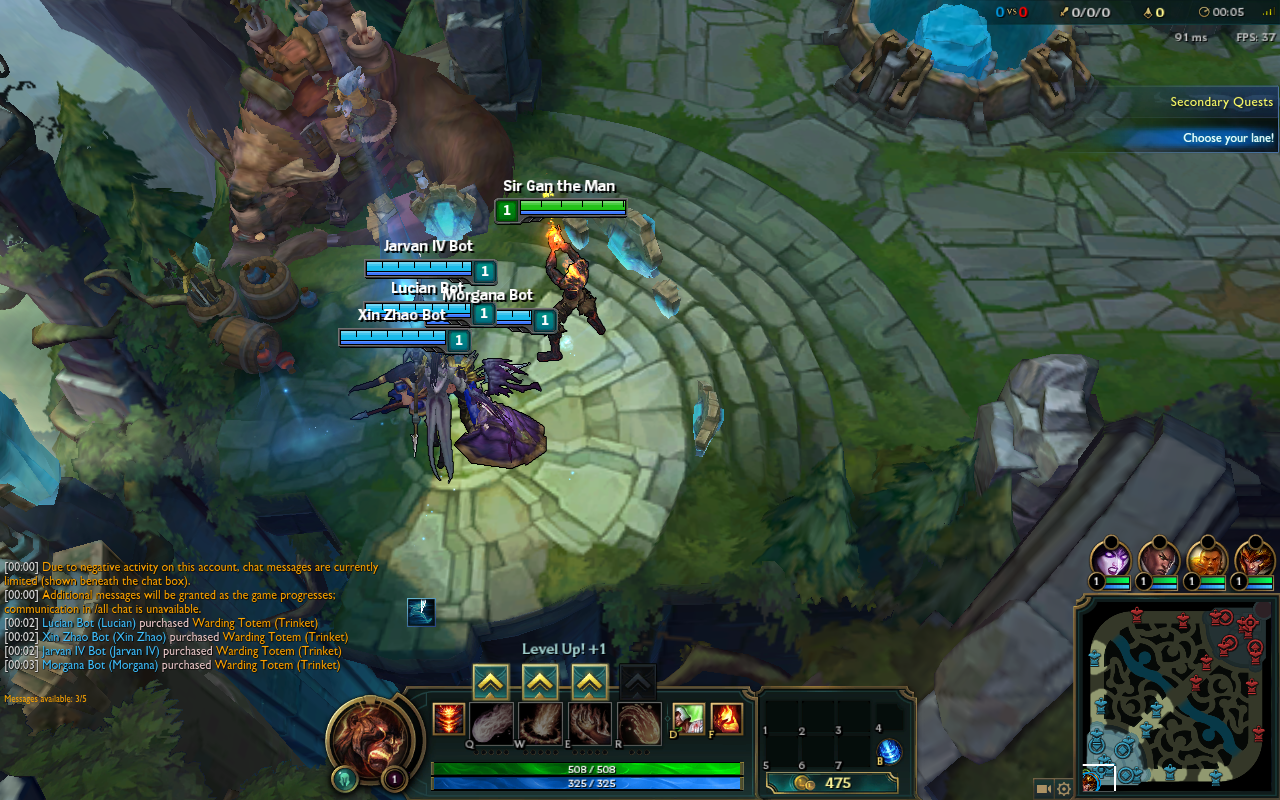 0 vs 0 0/0/0 0 00:05
91 ms FPS: 37
Secondary Quests
Choose your lane!
Sir Gan the Man
1
Jarvan IV Bot
1
Lucian Bot
Morgana Bot
1
1
Xin Zhao Bot
1
[00:00] Due to negative activity on this account, chat messages are currently
limited (shown beneath the chat box).
[00:00] Additional messages will be granted as the game progresses;
communication in /all chat is unavailable.
[00:02] Lucian Bot (Lucian) purchased Warding Totem (Trinket)
[00:02] Xin Zhao Bot (Xin Zhao) purchased Warding Totem (Trinket)
[00:02] Jarvan IV Bot (Jarvan IV) purchased Warding Totem (Trinket)
[00:03] Morgana Bot (Morgana) purchased Warding Totem (Trinket)
Messages available: 3/5
Level Up! +1
Q W E R D F
1 2 3 4
5 6 7 B
508 / 508
325 / 325
475
1
1 1 1 1